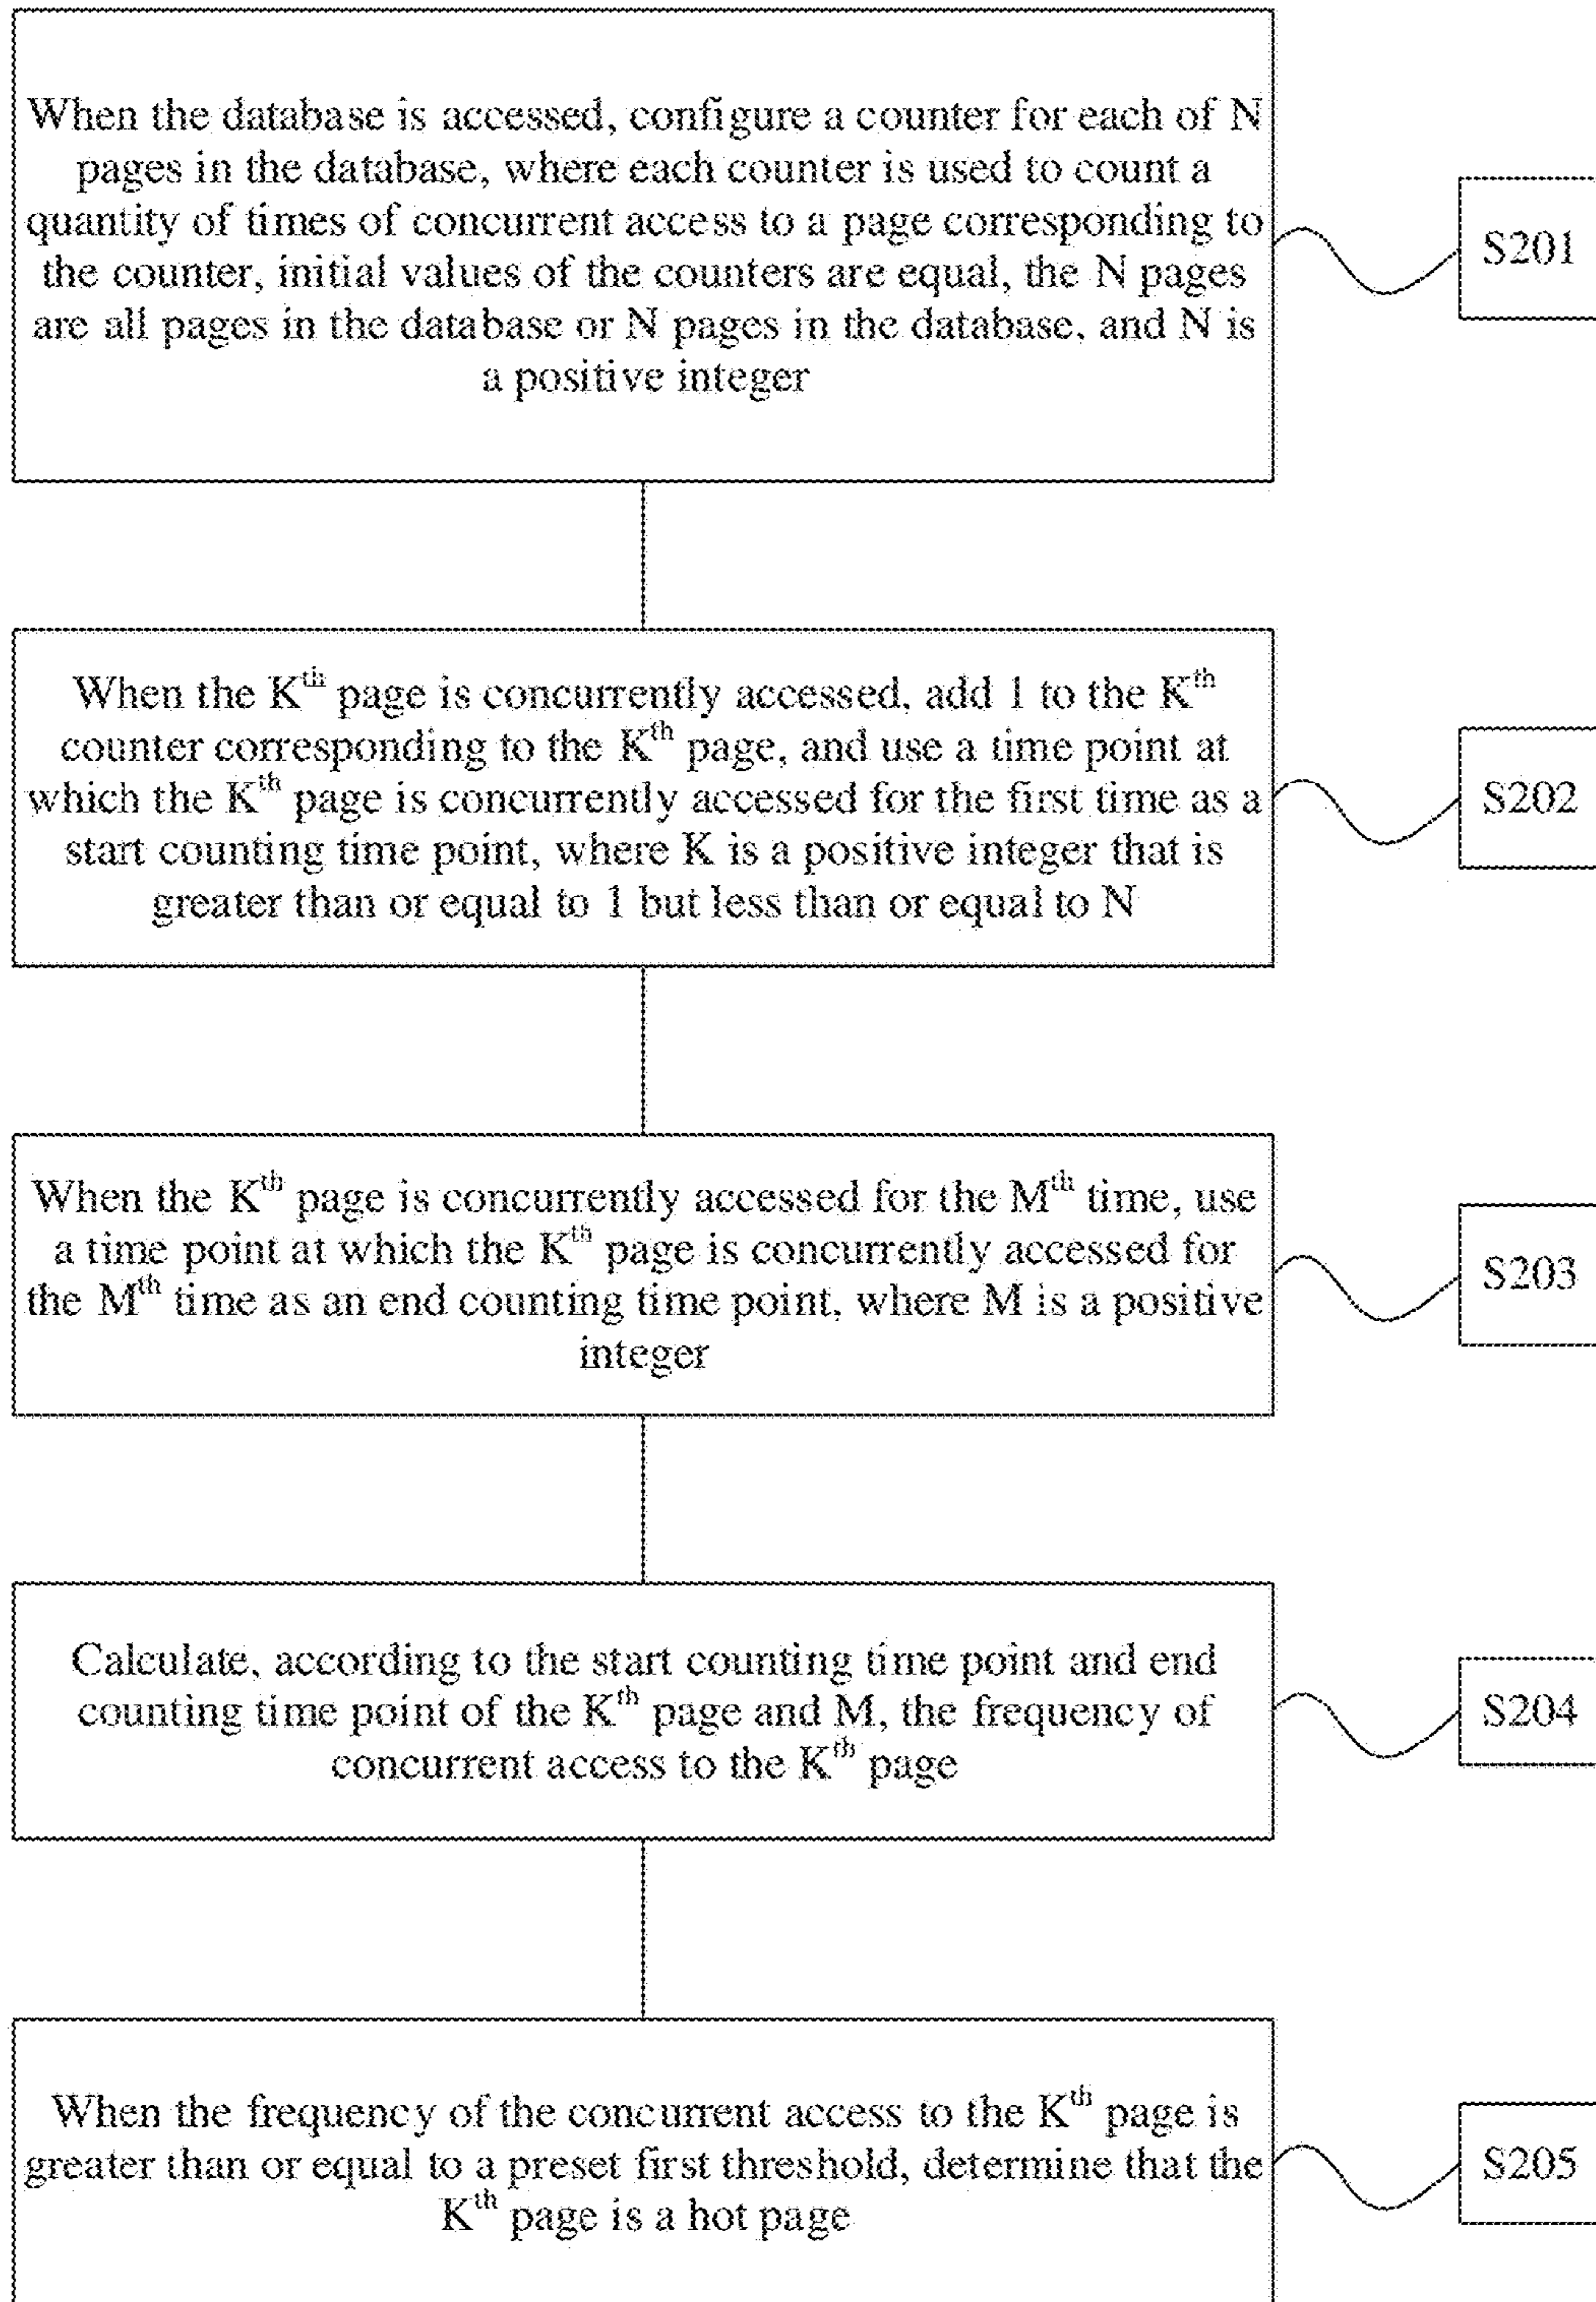 When the database is accessed, configure a counter for each of N
pages in the database, where each counter is used to count a
quantity of times of concurrent access to a page corresponding to
the counter, initial values of the counters are equal, the N pages
are all pages in the database or N pages in the database, and N is
a positive integer
S201
When the Kth page is concurrently accessed, add 1 to the Kth
counter corresponding to the Kth page, and use a time point at
which the Kth page is concurrently accessed for the first time as a
start counting time point, where K is a positive integer that is
greater than or equal to 1 but less than or equal to N
S202
When the Kth page is concurrently accessed for the Mth time, use
a time point at which the Kth page is concurrently accessed for
the Mth time as an end counting time point, where M is a positive
integer
S203
Calculate, according to the start counting time point and end
counting time point of the Kth page and M, the frequency of
concurrent access to the Kth page
S204
When the frequency of the concurrent access to the Kth page is
greater than or equal to a preset first threshold, determine that the
Kth page is a hot page
S205